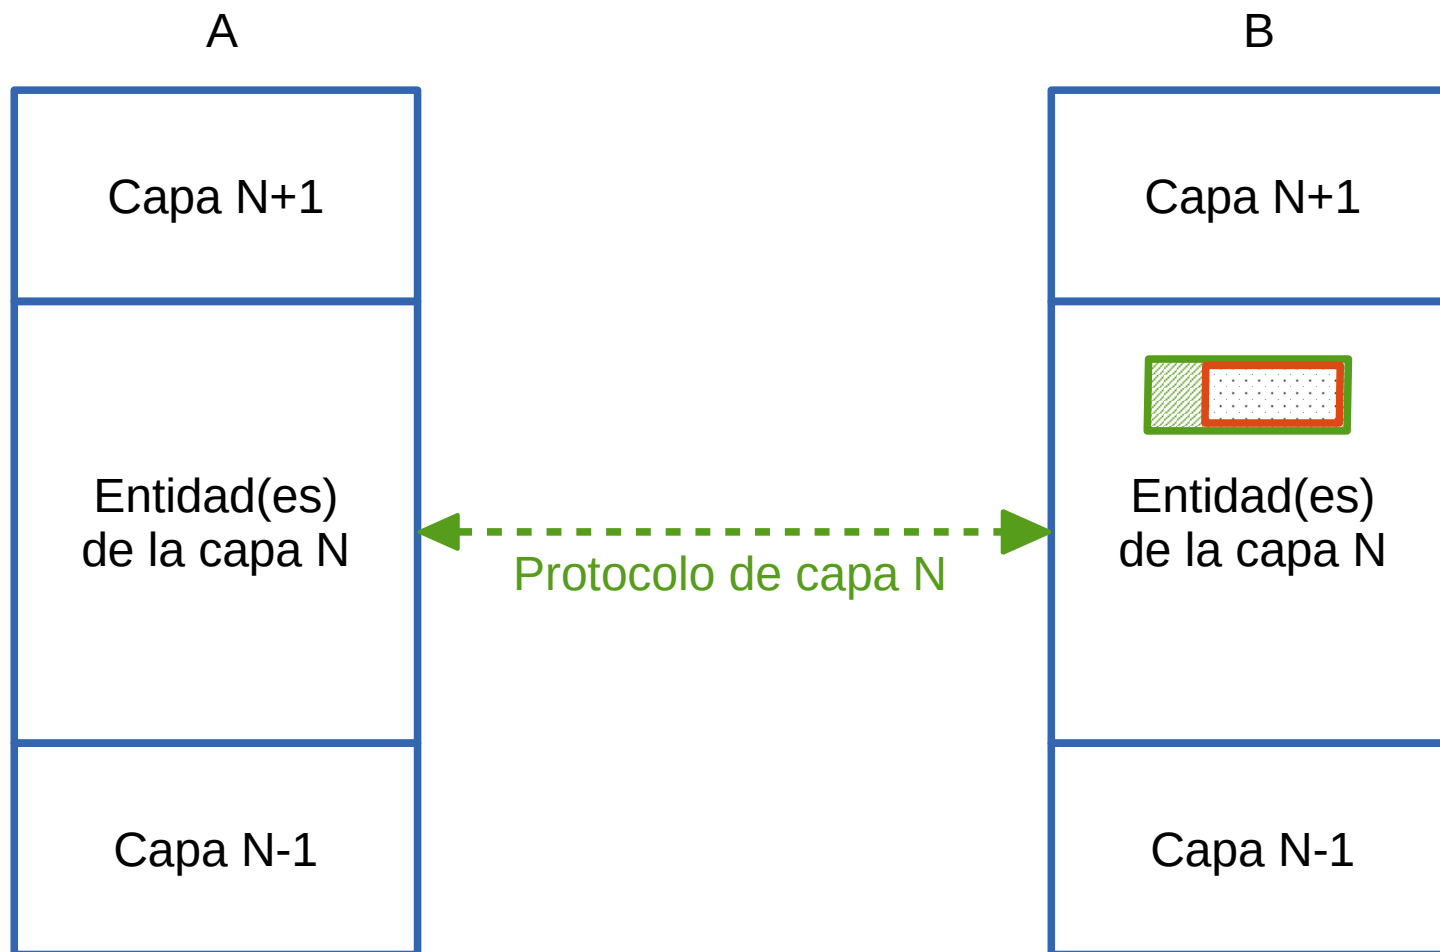 A
B
Capa N+1
Capa N+1
Entidad(es)
de la capa N
Protocolo de capa N
Entidad(es)
de la capa N
Capa N-1
Capa N-1